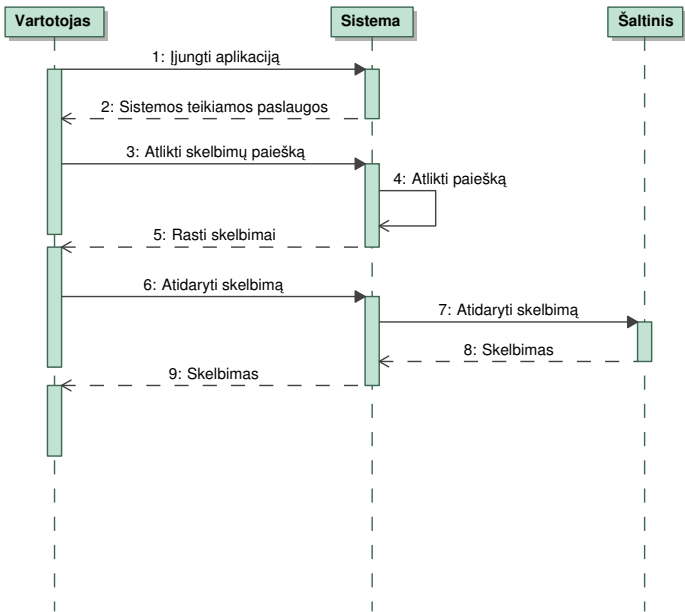 Vartotojas
Sistema
Šaltinis
1: Įjungti aplikaciją
2: Sistemos teikiamos paslaugos
3: Atlikti skelbimų paiešką
4: Atlikti paiešką
5: Rasti skelbimai
6: Atidaryti skelbimą
7: Atidaryti skelbimą
8: Skelbimas
9: Skelbimas